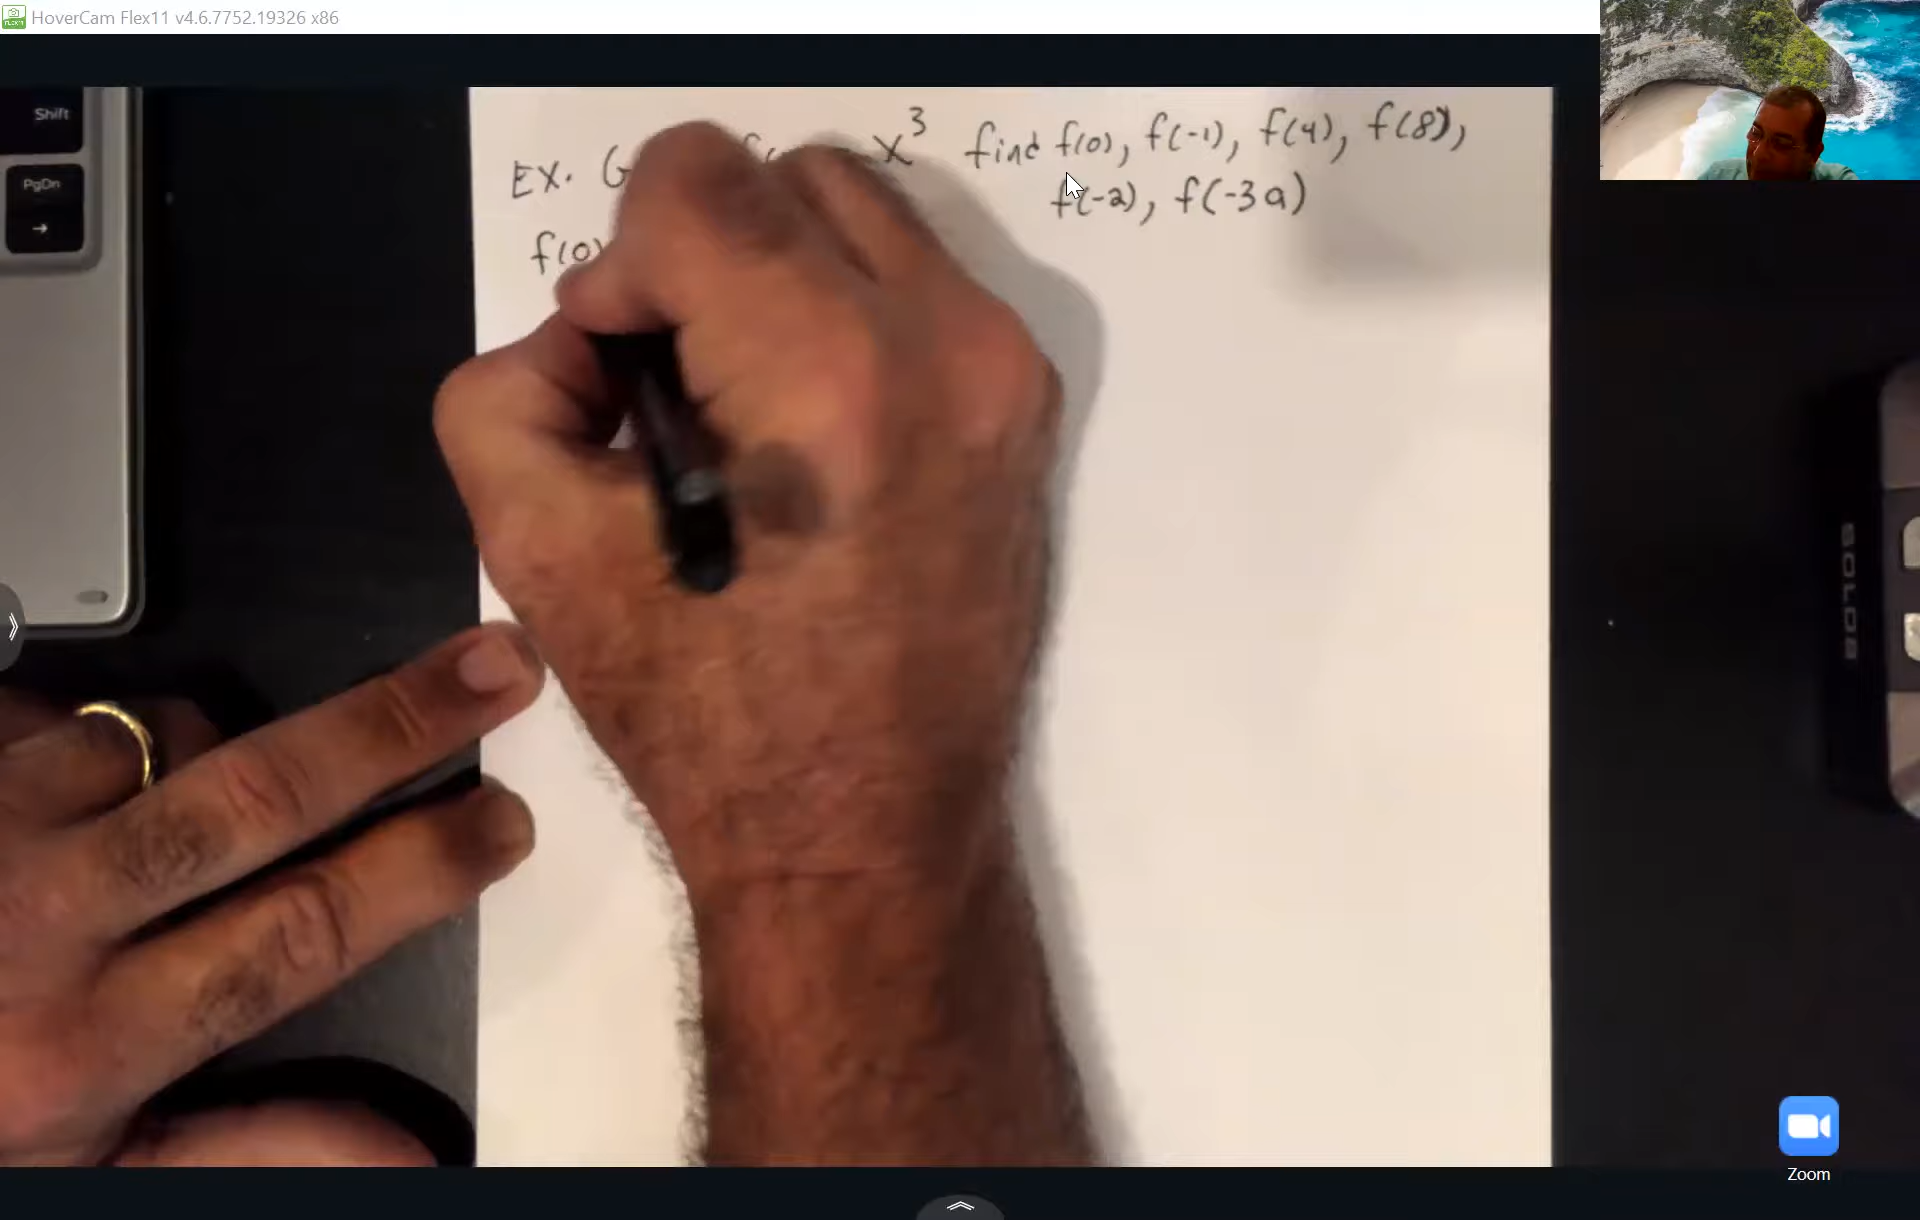 HoverCam Flex11 v4.6.7752.19326 x86
Shift
PgDn
EX. G x³ find f(0), f(-1), f(4), f(8),
f(-2), f(-3a)
f(0)
BOLDS
Zoom